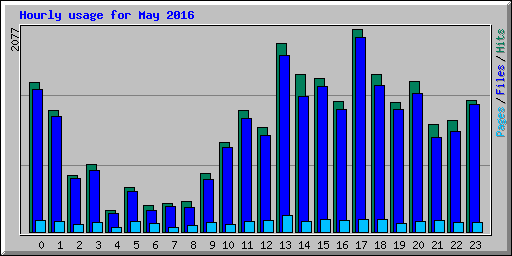 Hourly usage for May 2016
2077
Pages / Files / Hits
0 1 2 3 4 5 6 7 8 9 10 11 12 13 14 15 16 17 18 19 20 21 22 23